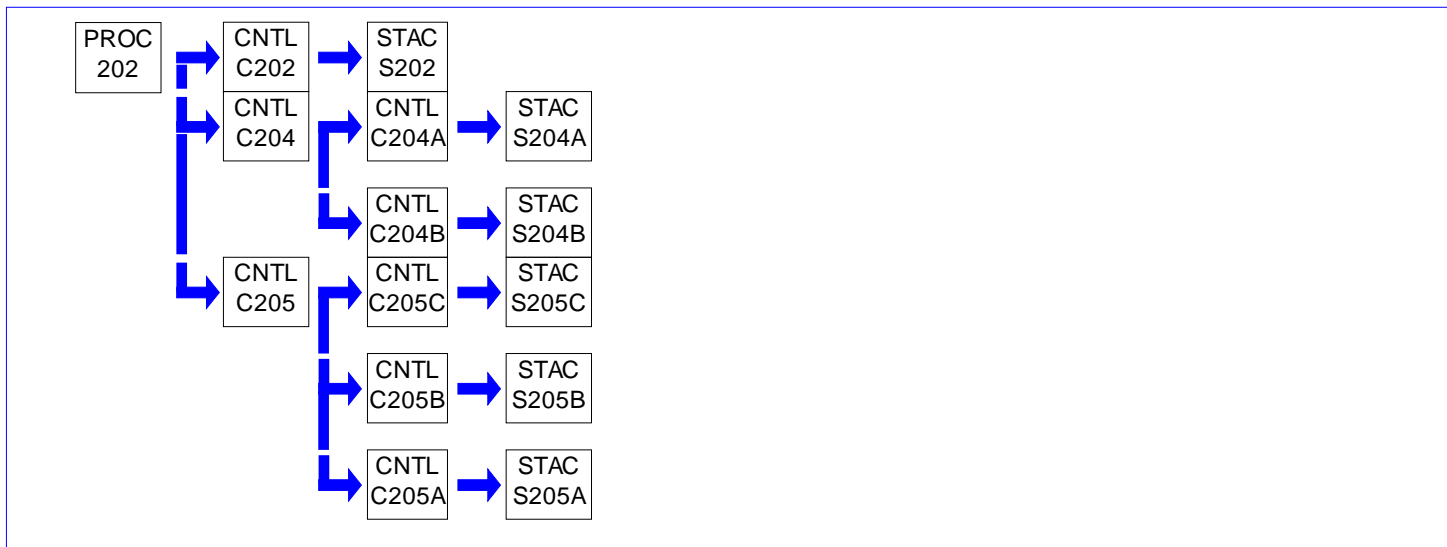 PROC
202
CNTL
C202
STAC
S202
CNTL
C204
CNTL
C204A
STAC
S204A
CNTL
C204B
STAC
S204B
CNTL
C205
CNTL
C205C
STAC
S205C
CNTL
C205B
STAC
S205B
CNTL
C205A
STAC
S205A